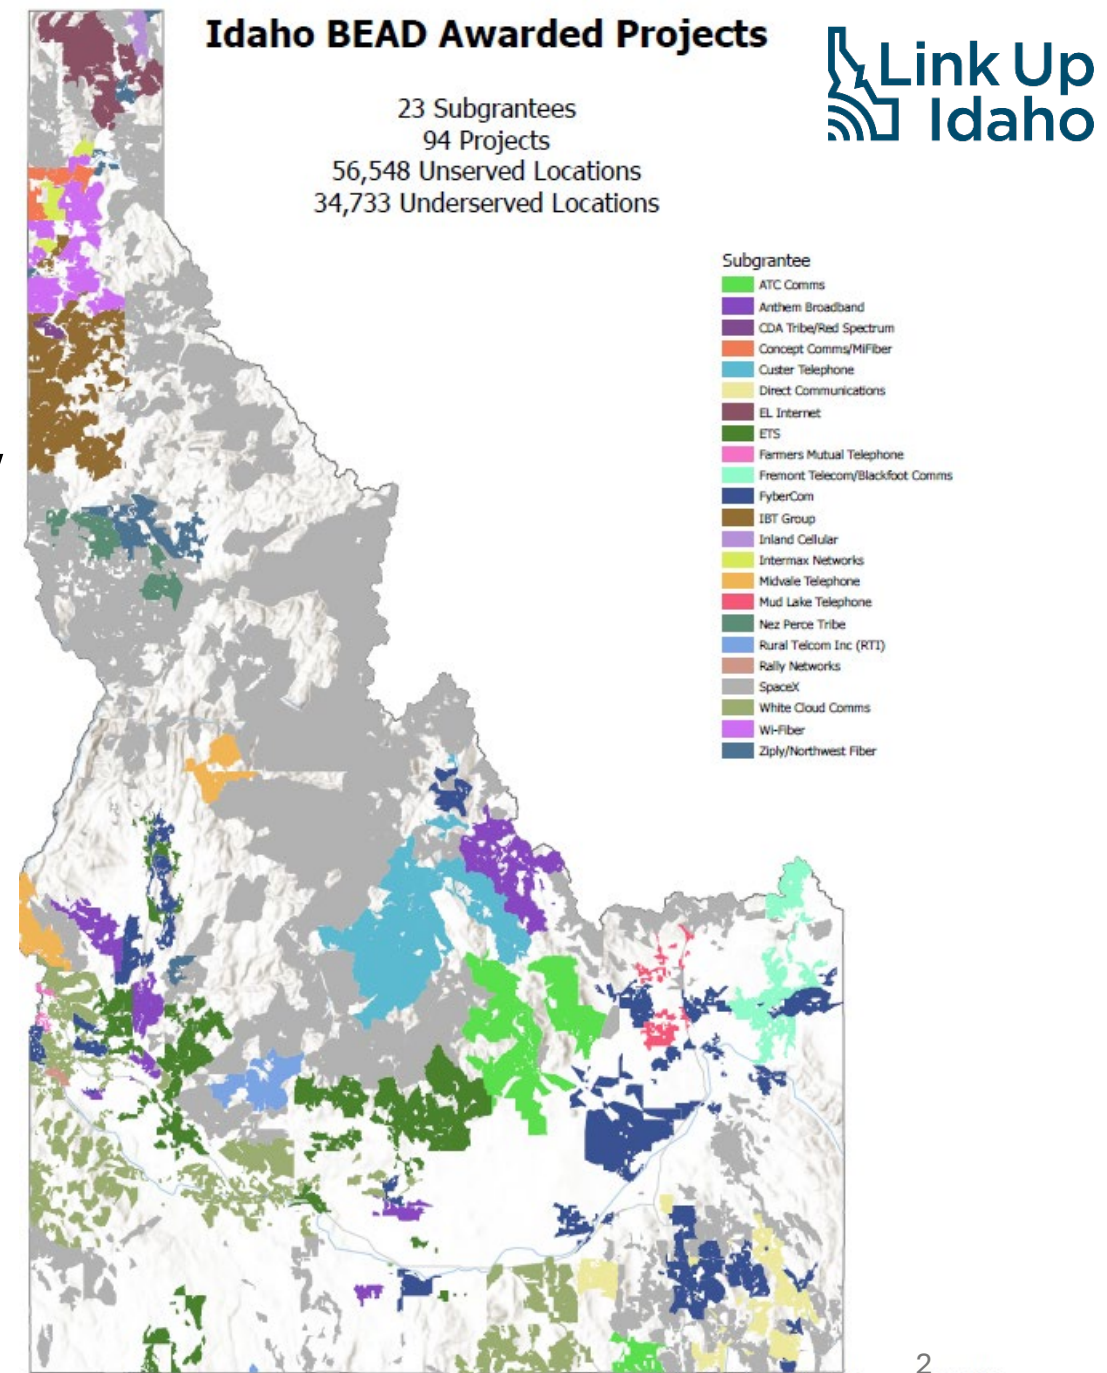 Idaho BEAD Awarded Projects
Link Up
Idaho
23 Subgrantees
94 Projects
56,548 Unserved Locations
34,733 Underserved Locations
Subgrantee
ATC Comms
Anthem Broadband
CDA Tribe/Red Spectrum
Concept Comms/MiFiber
Custer Telephone
Direct Communications
EL Internet
ETS
Farmers Mutual Telephone
Fremont Telecom/Blackfoot Comms
FyberCom
IBT Group
Inland Cellular
Intermax Networks
Midvale Telephone
Mud Lake Telephone
Nez Perce Tribe
Rural Telcom Inc (RTI)
Rally Networks
SpaceX
White Cloud Comms
Wi-Fiber
Ziply/Northwest Fiber
2